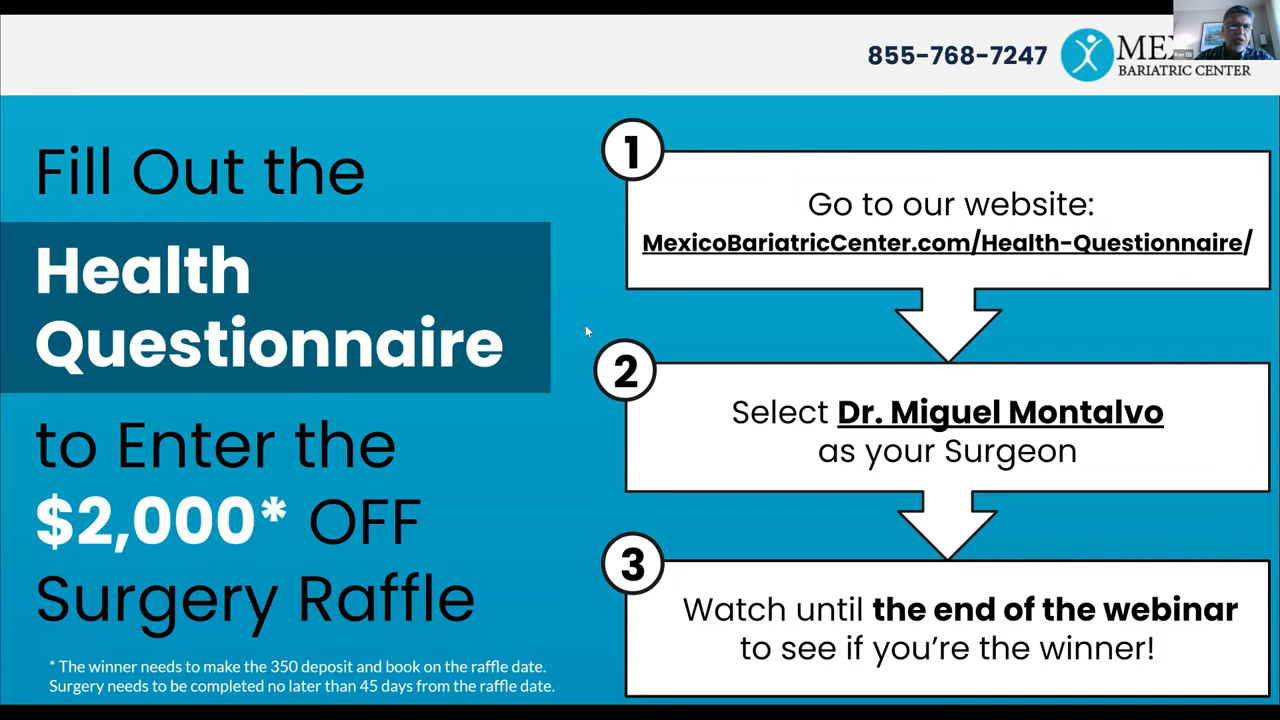 855-768-7247
BARIATRIC CENTER
Fill Out the
Health
Questionnaire
to Enter the
$2,000* OFF
Surgery Raffle
* The winner needs to make the 350 deposit and book on the raffle date.
Surgery needs to be completed no later than 45 days from the raffle date.
1
Go to our website:
MexicoBariatricCenter.com/Health-Questionnaire/
2
Select Dr. Miguel Montalvo
as your Surgeon
3
Watch until the end of the webinar
to see if you're the winner!